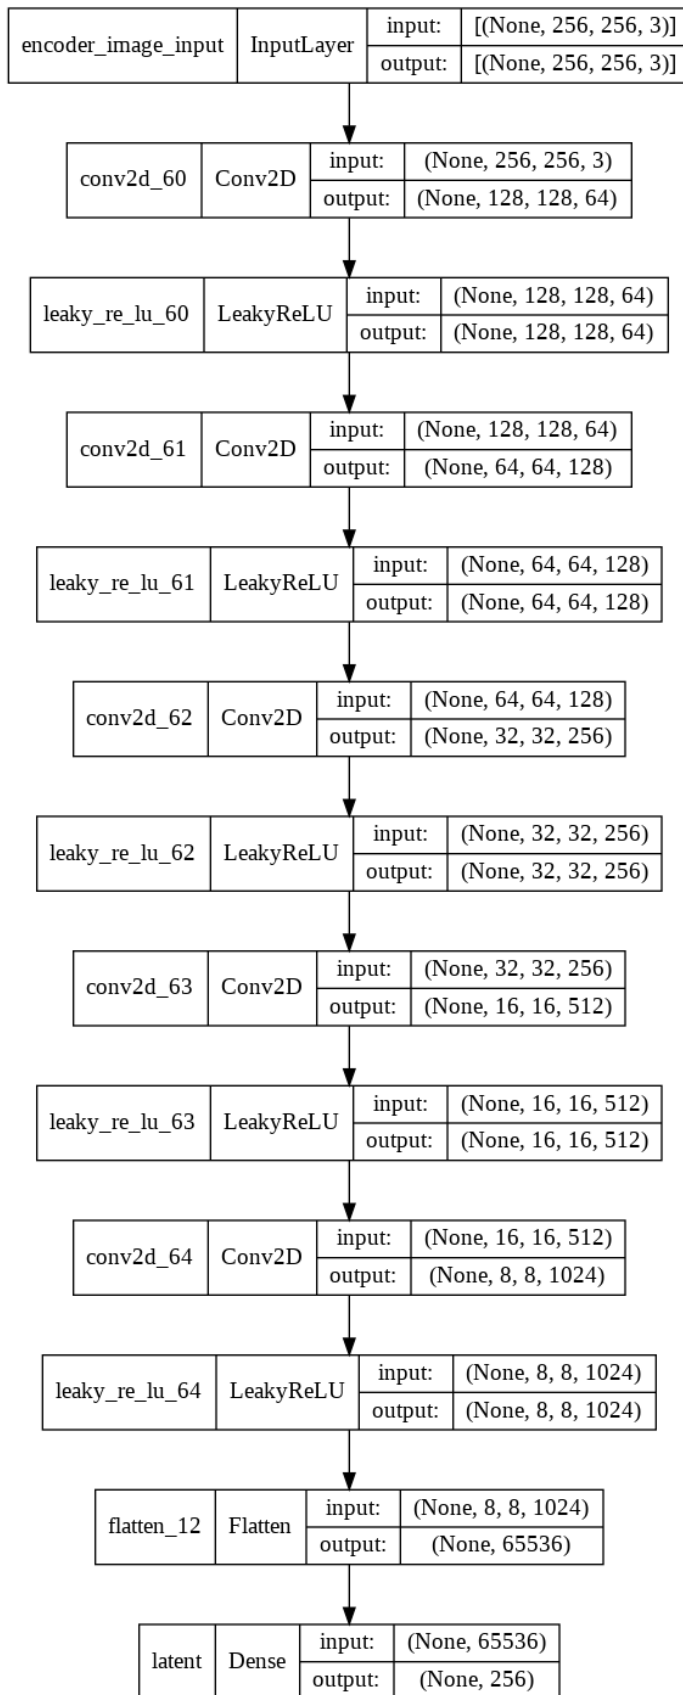 encoder_image_input InputLayer input: [(None, 256, 256, 3)]
output: [(None, 256, 256, 3)]
conv2d_60 Conv2D input: (None, 256, 256, 3)
output: (None, 128, 128, 64)
leaky_re_lu_60 LeakyReLU input: (None, 128, 128, 64)
output: (None, 128, 128, 64)
conv2d_61 Conv2D input: (None, 128, 128, 64)
output: (None, 64, 64, 128)
leaky_re_lu_61 LeakyReLU input: (None, 64, 64, 128)
output: (None, 64, 64, 128)
conv2d_62 Conv2D input: (None, 64, 64, 128)
output: (None, 32, 32, 256)
leaky_re_lu_62 LeakyReLU input: (None, 32, 32, 256)
output: (None, 32, 32, 256)
conv2d_63 Conv2D input: (None, 32, 32, 256)
output: (None, 16, 16, 512)
leaky_re_lu_63 LeakyReLU input: (None, 16, 16, 512)
output: (None, 16, 16, 512)
conv2d_64 Conv2D input: (None, 16, 16, 512)
output: (None, 8, 8, 1024)
leaky_re_lu_64 LeakyReLU input: (None, 8, 8, 1024)
output: (None, 8, 8, 1024)
flatten_12 Flatten input: (None, 8, 8, 1024)
output: (None, 65536)
latent Dense input: (None, 65536)
output: (None, 256)